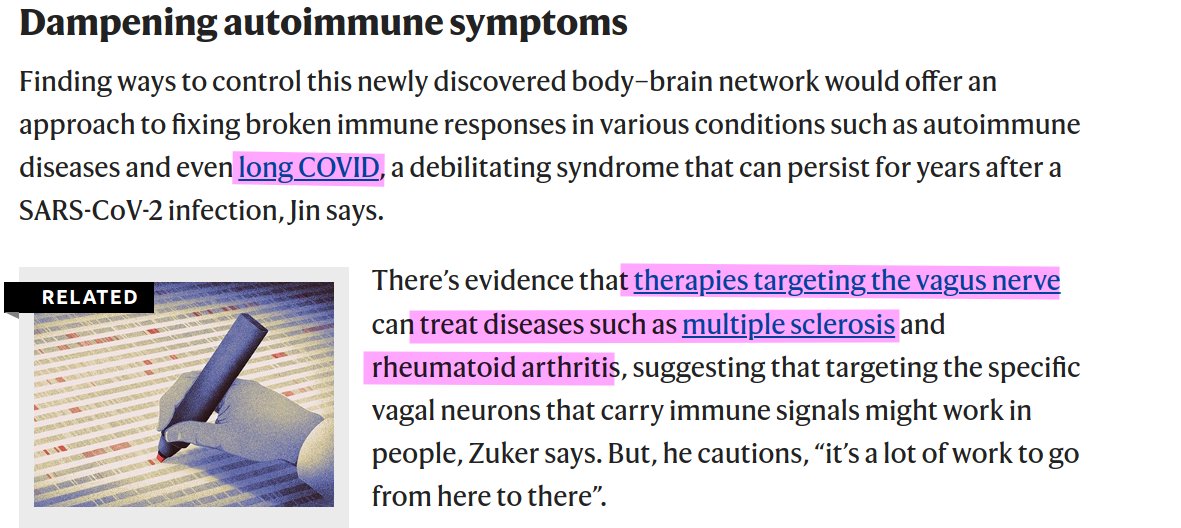 Dampening autoimmune symptoms
Finding ways to control this newly discovered body–brain network would offer an
approach to fixing broken immune responses in various conditions such as autoimmune
diseases and even long COVID, a debilitating syndrome that can persist for years after a
SARS-CoV-2 infection, Jin says.
RELATED
There’s evidence that therapies targeting the vagus nerve
can treat diseases such as multiple sclerosis and
rheumatoid arthritis, suggesting that targeting the specific
vagal neurons that carry immune signals might work in
people, Zuker says. But, he cautions, “it’s a lot of work to go
from here to there”.